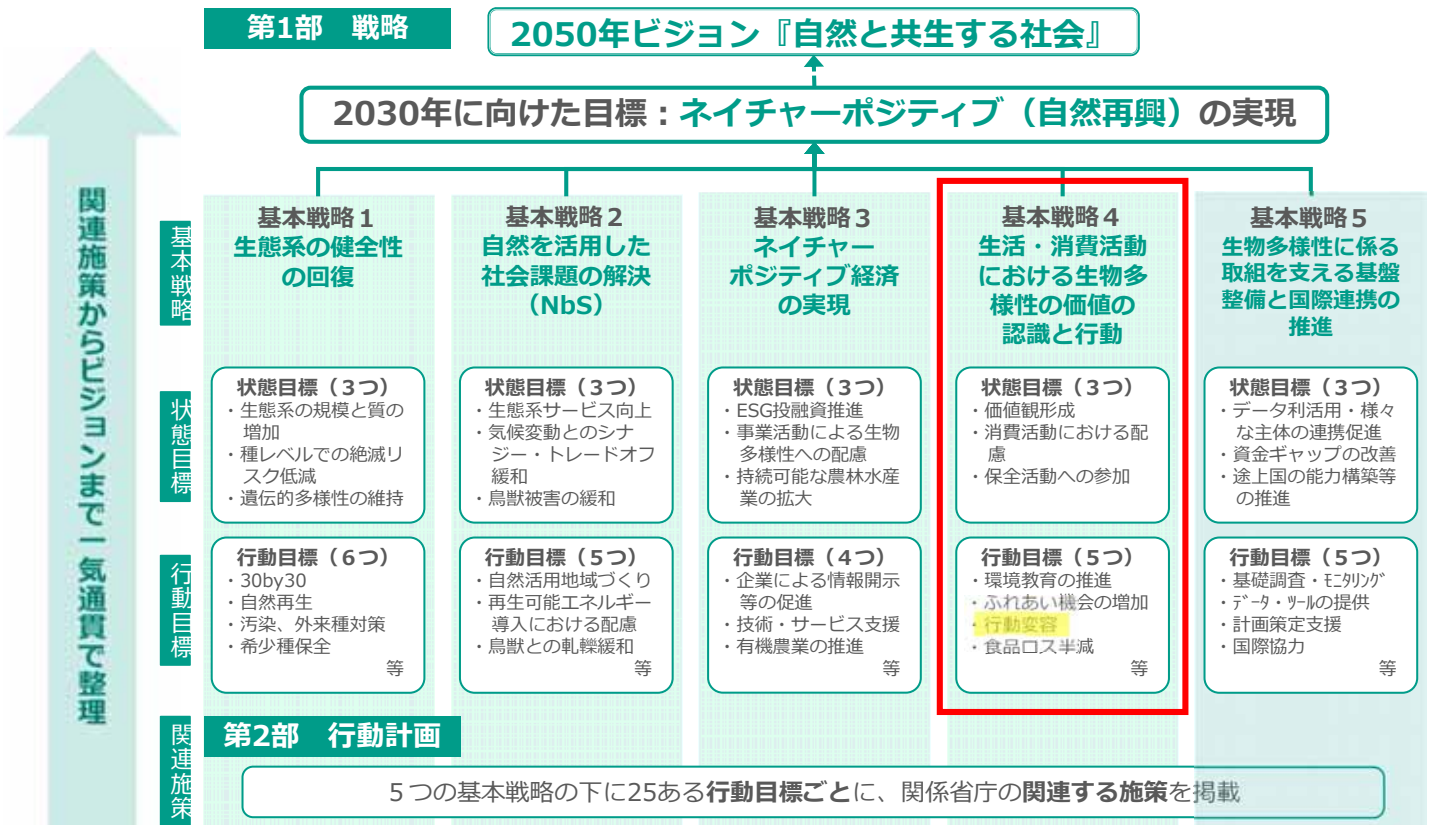 第1部 戦略
2050年ビジョン『自然と共生する社会』
2030年に向けた目標：ネイチャーポジティブ（自然再興）の実現
関連施策からビジョンまで一気通貫で整理
基本戦略
基本戦略１
生態系の健全性
の回復
基本戦略２
自然を活用した
社会課題の解決
（NbS）
基本戦略３
ネイチャー
ポジティブ経済
の実現
基本戦略４
生活・消費活動
における生物多
様性の価値の
認識と行動
基本戦略５
生物多様性に係る
取組を支える基盤
整備と国際連携の
推進
状態目標
状態目標（３つ）
・生態系の規模と質の
増加
・種レベルでの絶滅リ
スク低減
・遺伝的多様性の維持
状態目標（３つ）
・生態系サービス向上
・気候変動とのシナ
ジー・トレードオフ
緩和
・鳥獣被害の緩和
状態目標（３つ）
・ESG投融資推進
・事業活動による生物
多様性への配慮
・持続可能な農林水産
業の拡大
状態目標（３つ）
・価値観形成
・消費活動における配
慮
・保全活動への参加
状態目標（３つ）
・データ利活用・様々
な主体の連携促進
・資金ギャップの改善
・途上国の能力構築等
の推進
行動目標
行動目標（６つ）
・30by30
・自然再生
・汚染、外来種対策
・希少種保全
等
行動目標（５つ）
・自然活用地域づくり
・再生可能エネルギー
導入における配慮
・鳥獣との軋轢緩和
等
行動目標（４つ）
・企業による情報開示
等の促進
・技術・サービス支援
・有機農業の推進
等
行動目標（５つ）
・環境教育の推進
・ふれあい機会の増加
・行動変容
・食品ロス半減
等
行動目標（５つ）
・基礎調査・ﾓﾆﾀﾘﾝｸﾞ
・ﾃﾞｰﾀ・ﾂｰﾙの提供
・計画策定支援
・国際協力
等
関連施策
第2部 行動計画
５つの基本戦略の下に25ある行動目標ごとに、関係省庁の関連する施策を掲載